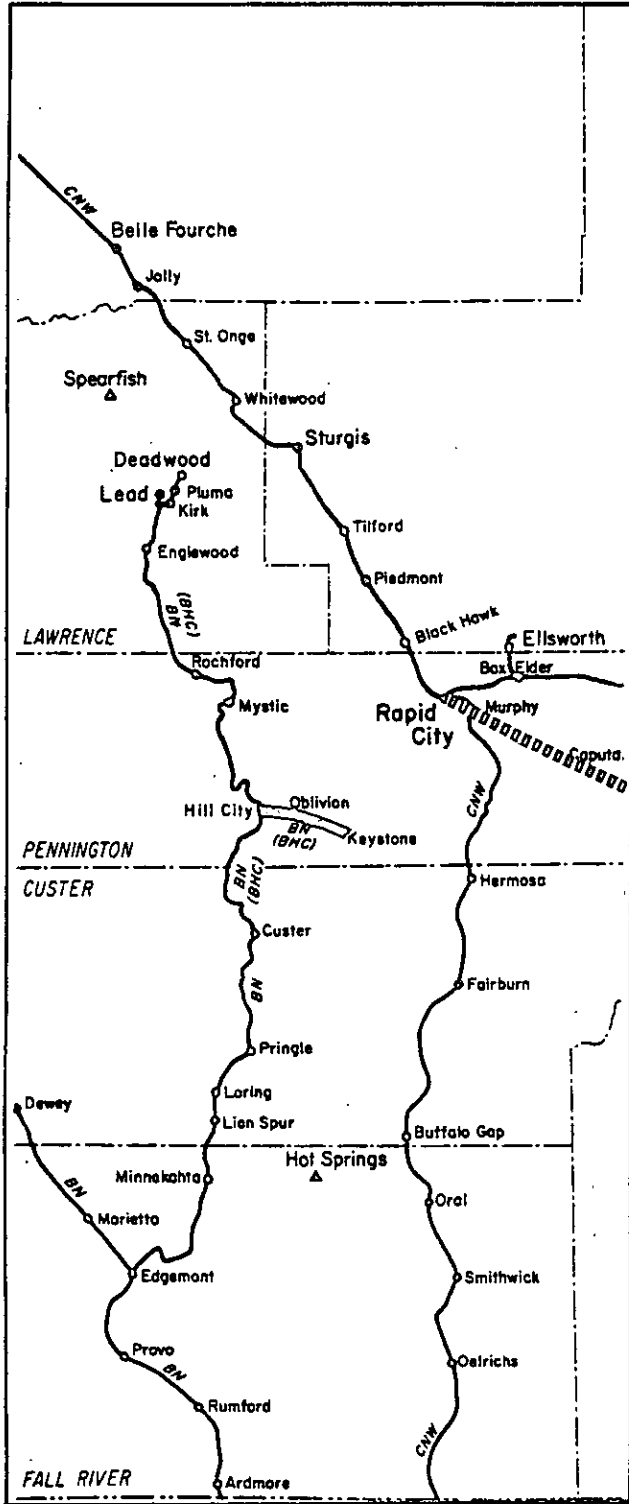 CNW
Belle Fourche
Jolly
St. Onge
Spearfish
Whitewood
Sturgis
Deadwood
Lead
Pluma
Kirk
Tilford
Englewood
Piedmont
BN
(BHC)
Black Hawk
LAWRENCE
Ellsworth
Rochford
Box Elder
Mystic
Rapid
City
Murphy
Caputa.
Hill City
Oblivion
BN
(BHC)
Keystone
CNW
PENNINGTON
CUSTER
BN
(BHC)
Hermosa
Custer
BN
Fairburn
Pringle
Loring
Dewey
Lien Spur
Buffalo Gap
Hot Springs
Minnekahta
BN
Marietta
Oral
Edgemont
Smithwick
Provo
BN
Oelrichs
Rumford
CNW
FALL RIVER
Ardmore